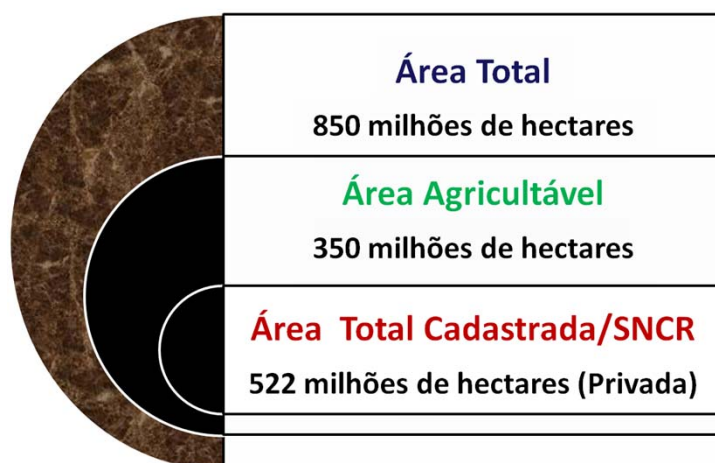 Área Total
850 milhões de hectares
Área Agricultável
350 milhões de hectares
Área Total Cadastrada/SNCR
522 milhões de hectares (Privada)